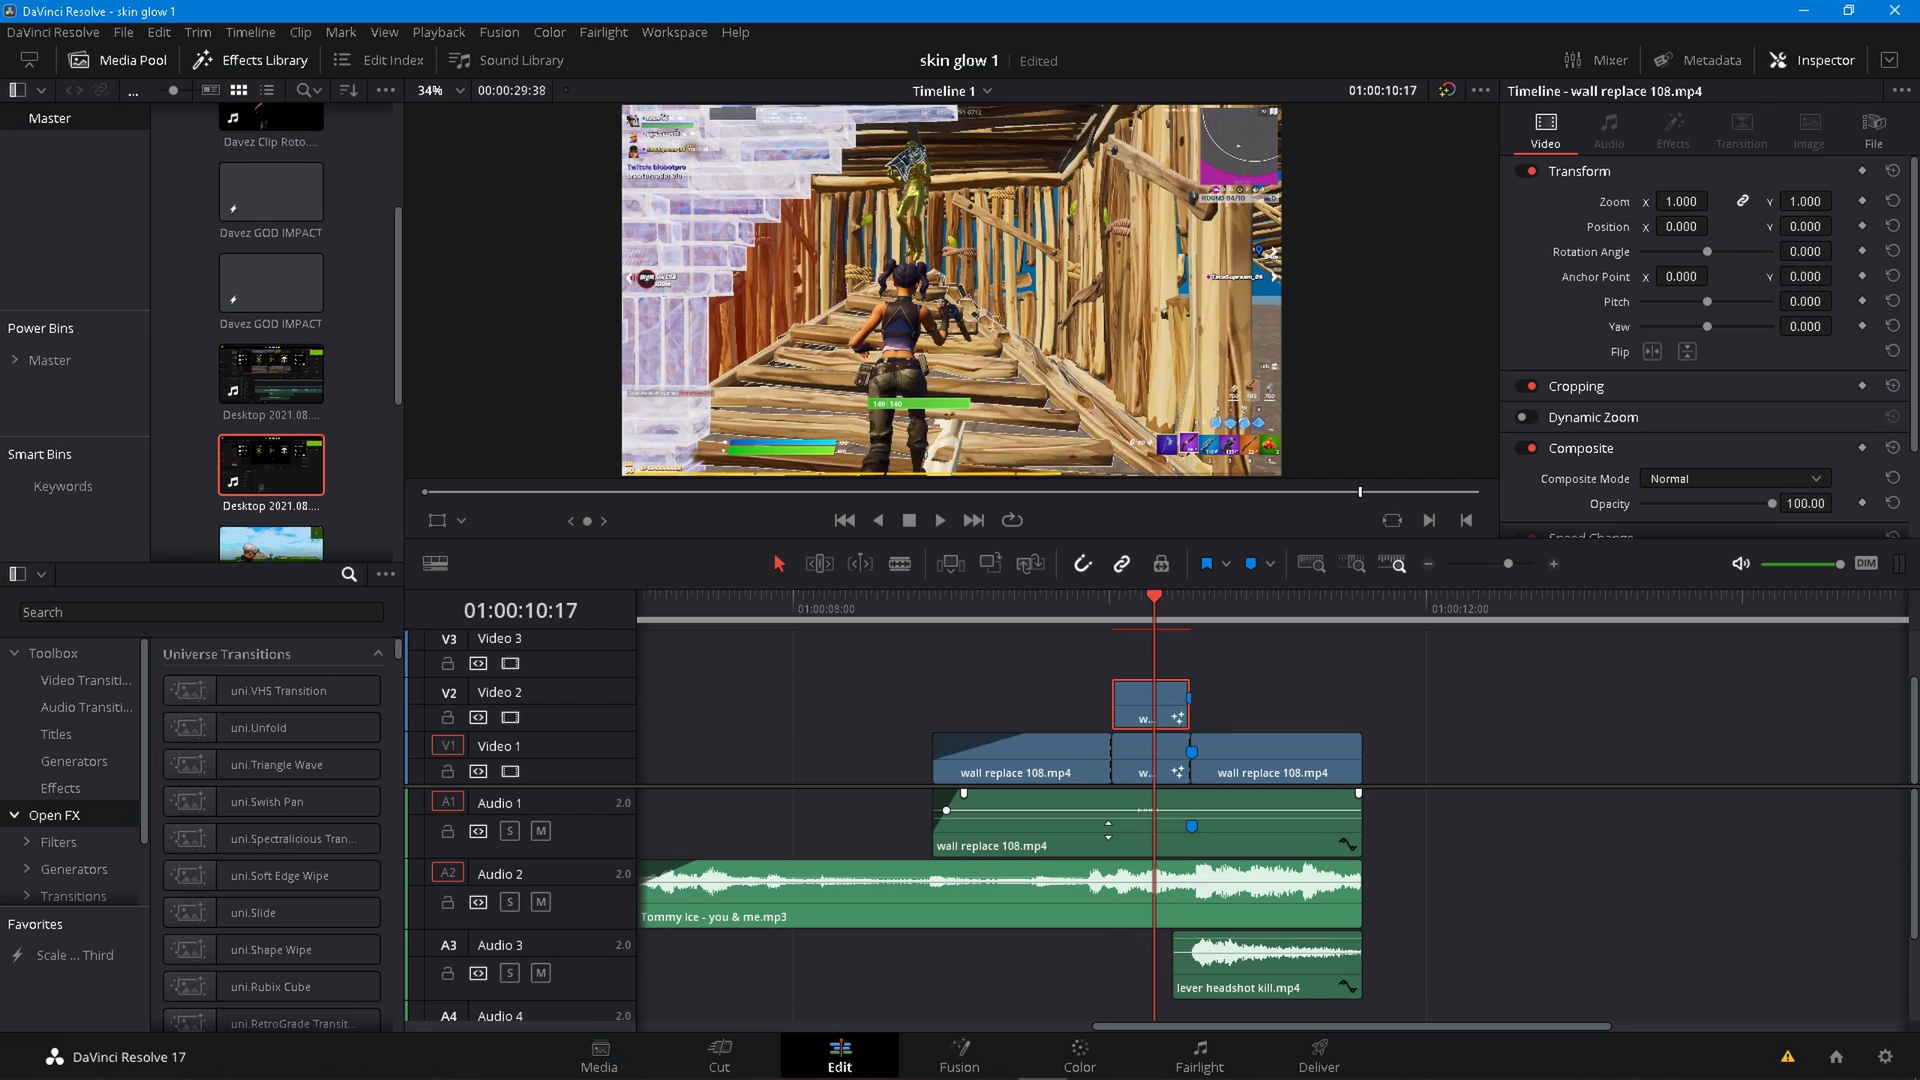 DaVinci Resolve - skin glow 1
DaVinci Resolve File Edit Trim Timeline Clip Mark View Playback Fusion Color Fairlight Workspace Help
Media Pool Effects Library Edit Index Sound Library skin glow 1 Edited Mixer Metadata Inspector
... 34% 00:00:29:38 Timeline 1 01:00:10:17 Timeline - wall replace 108.mp4
Master
Davez Clip Roto....
Davez GOD IMPACT
Davez GOD IMPACT
Desktop 2021.08....
Desktop 2021.08....
Power Bins
Master
Smart Bins
Keywords
ROUND 04/10
140 140
Video Audio Effects Transition Image File
Transform
Zoom X 1.000 Y 1.000
Position X 0.000 Y 0.000
Rotation Angle 0.000
Anchor Point X 0.000 Y 0.000
Pitch 0.000
Yaw 0.000
Flip
Cropping
Dynamic Zoom
Composite
Composite Mode Normal
Opacity 100.00
Speed Change
DIM
Search
Toolbox
Video Transiti...
Audio Transiti...
Titles
Generators
Effects
Open FX
Filters
Generators
Transitions
Favorites
Scale ... Third
Universe Transitions
uni.VHS Transition
uni.Unfold
uni.Triangle Wave
uni.Swish Pan
uni.Spectralicious Tran...
uni.Soft Edge Wipe
uni.Slide
uni.Shape Wipe
uni.Rubix Cube
uni.RetroGrade Transit...
01:00:10:17
01:00:08:00 01:00:12:00
V3 Video 3
V2 Video 2
w...
V1 Video 1
wall replace 108.mp4 w... wall replace 108.mp4
A1 Audio 1 2.0
S M
wall replace 108.mp4
A2 Audio 2 2.0
S M
Tommy Ice - you & me.mp3
A3 Audio 3 2.0
S M
lever headshot kill.mp4
A4 Audio 4 2.0
DaVinci Resolve 17
Media Cut Edit Fusion Color Fairlight Deliver